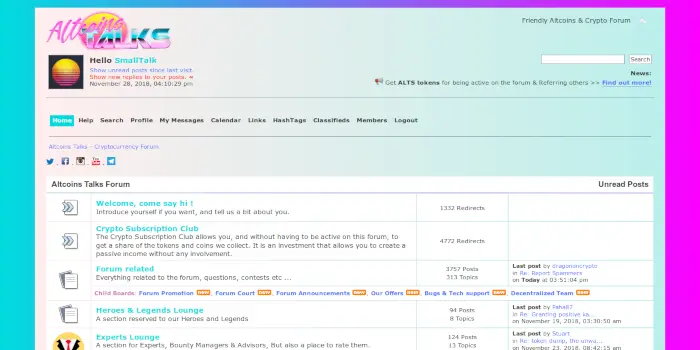 Altcoins TALKS
Friendly Altcoins & Crypto Forum
Hello SmallTalk
Show unread posts since last visit.
Show new replies to your posts.
November 28, 2018, 04:10:29 pm
Search
News:
Get ALTS tokens for being active on the forum & Referring others >> Find out more!
Home Help Search Profile My Messages Calendar Links HashTags Classifieds Members Logout
Altcoins Talks - Cryptocurrency Forum
Altcoins Talks Forum Unread Posts
Welcome, come say hi !
Introduce yourself if you want, and tell us a bit about you.
1332 Redirects
Crypto Subscription Club
The Crypto Subscription Club allows you, and without having to be active on this forum, to
get a share of the tokens and coins we collect. It is an investment that allows you to create a
passive income without any involvement.
4772 Redirects
Forum related
Everything related to the forum, questions, contests etc ...
3757 Posts
313 Topics
Last post by dragononcrypto
in Re: Report Spammers
on Today at 03:51:04 pm
Child Boards: Forum Promotion new, Forum Court new, Forum Announcements new, Our Offers new, Bugs & Tech support new, Decentralized Team new
Heroes & Legends Lounge
A section reserved to our Heroes and Legends
94 Posts
8 Topics
Last post by
in Re: Granting positive ka...
on November 19, 2018, 03:30:50 am
Experts Lounge
A section for Experts, Bounty Managers & Advisors, But also a place to rate them.
124 Posts
13 Topics
Last post by Stuart
in Re: token dump, the unwa...
on November 23, 2018, 08:42:15 am